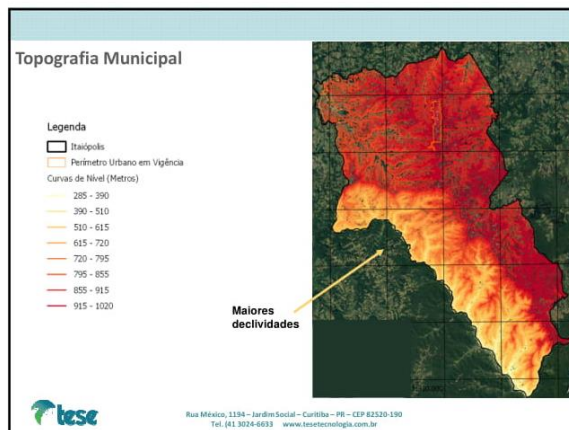 Topografia Municipal
Legenda
Itaiópolis
Perímetro Urbano em Vigência
Curvas de Nível (Metros)
285 - 390
390 - 510
510 - 615
615 - 720
720 - 795
795 - 855
855 - 915
915 - 1020
Maiores
declividades
tese
Rua México, 1194 – Jardim Social – Curitiba – PR – CEP 82520-190
Tel. (41 3024-6633 www.tesetecnologia.com.br